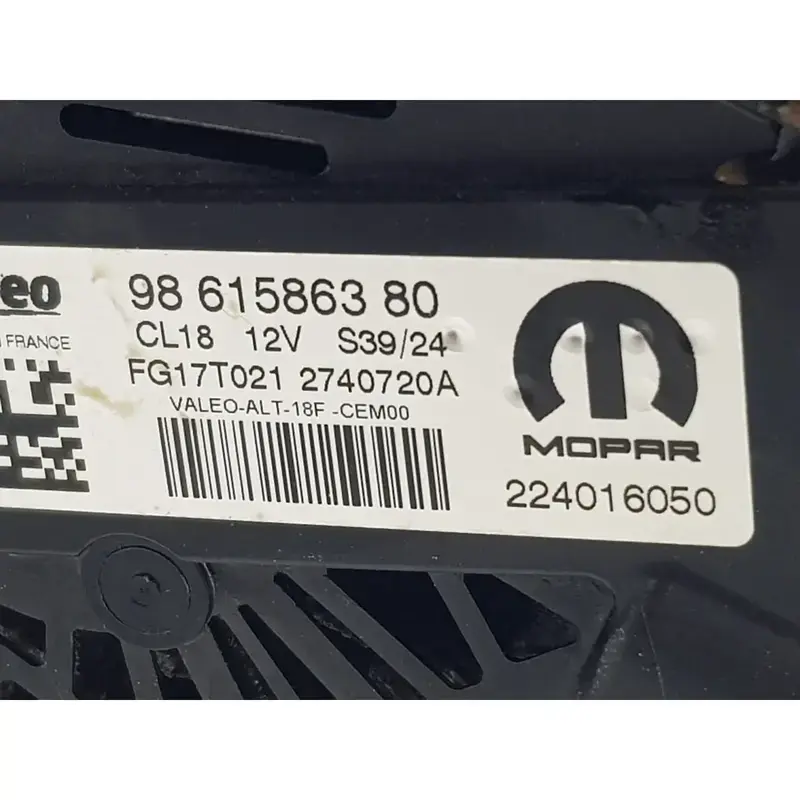 98 615863 80
CL18 12V S39/24
FRANCE
FG17T021 2740720A
VALEO-ALT-18F -CEM00
MOPAR
224016050